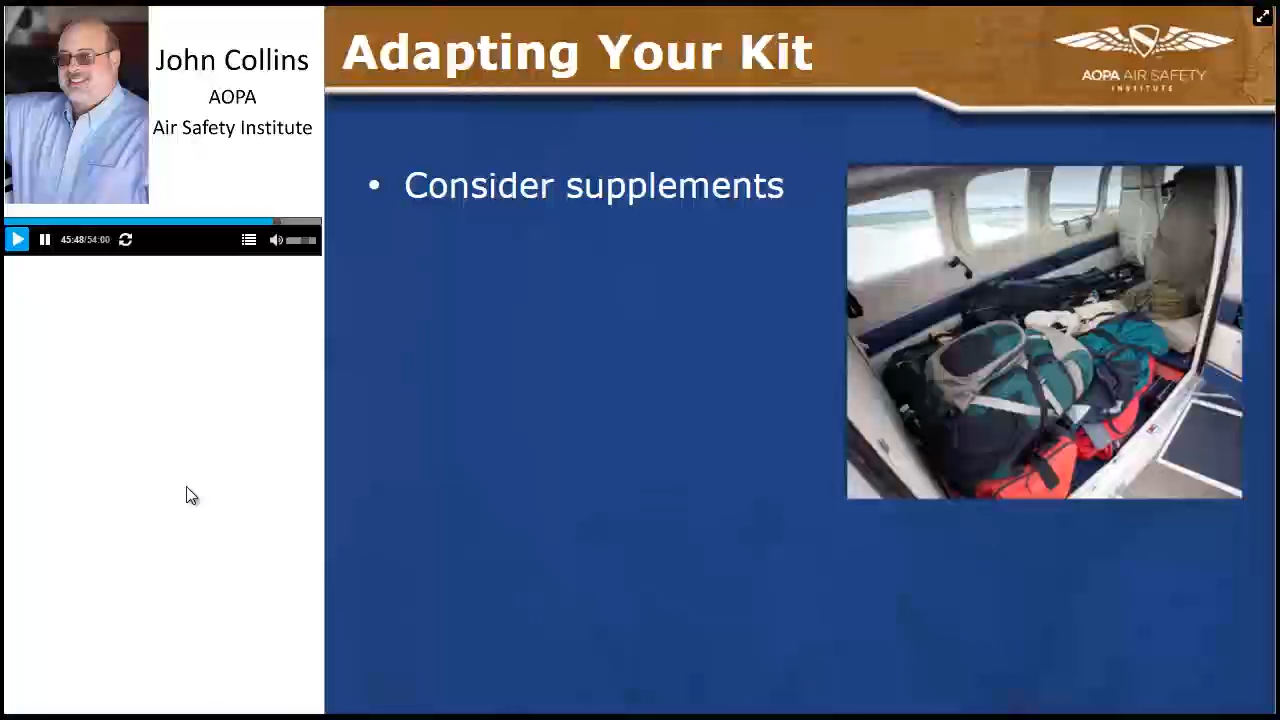 John Collins
AOPA
Air Safety Institute
45:48/54:00
Adapting Your Kit
AOPA AIR SAFETY
INSTITUTE
• Consider supplements